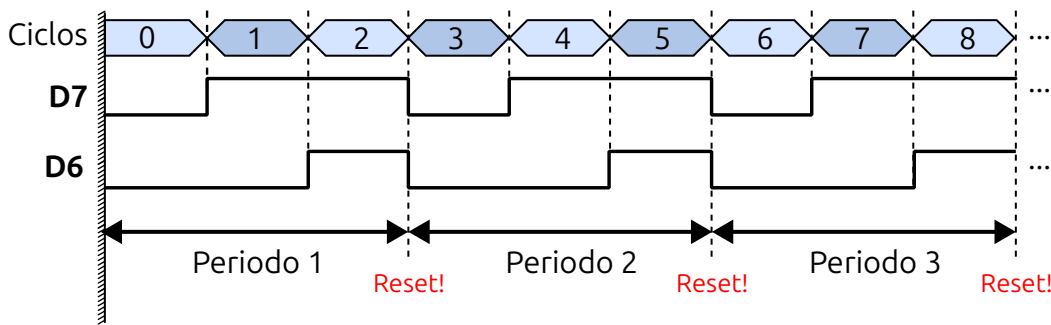 Ciclos 0 1 2 3 4 5 6 7 8 ...
D7 ...
D6 ...
Periodo 1 Periodo 2 Periodo 3
Reset! Reset! Reset!